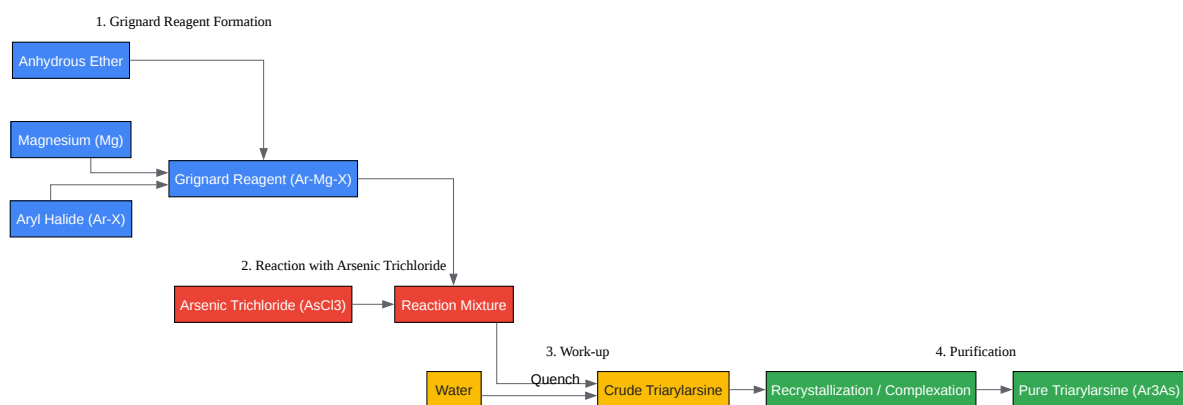 1. Grignard Reagent Formation
Anhydrous Ether
Magnesium (Mg)
Grignard Reagent (Ar-Mg-X)
Aryl Halide (Ar-X)
2. Reaction with Arsenic Trichloride
Arsenic Trichloride (AsCl3)
Reaction Mixture
3. Work-up
Quench
Water
Crude Triarylarsine
4. Purification
Recrystallization / Complexation
Pure Triarylarsine (Ar3As)